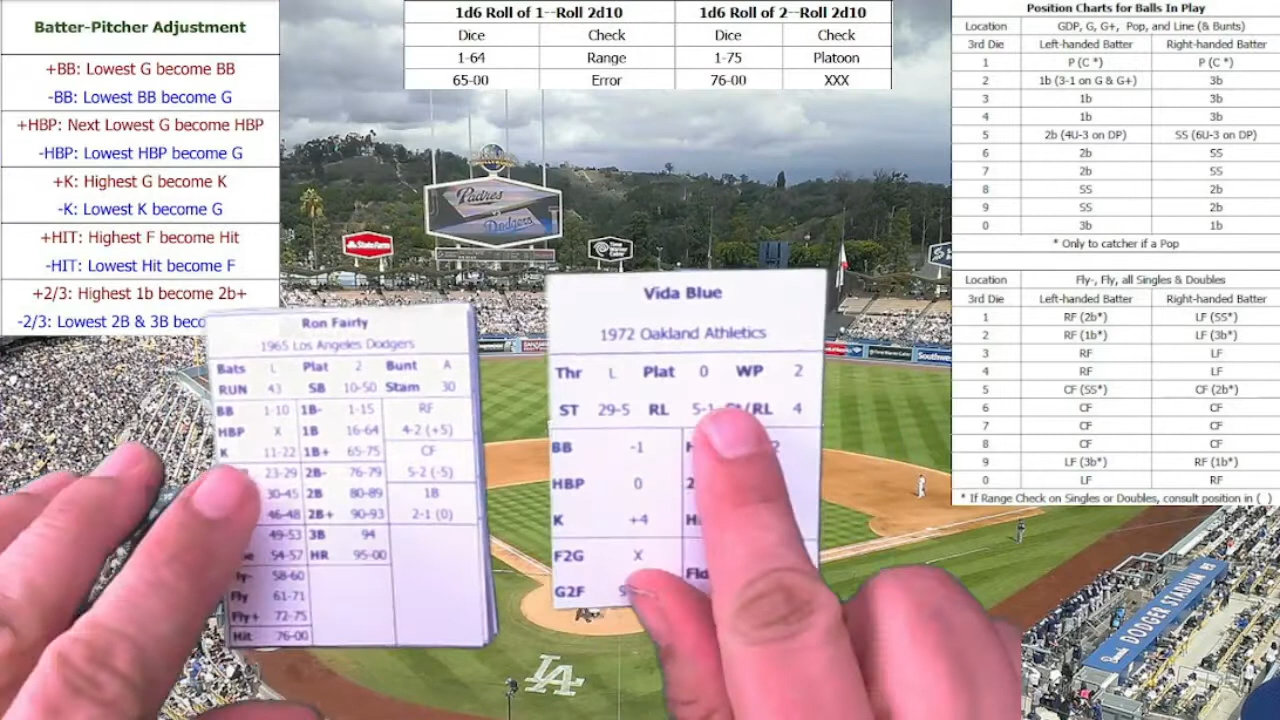 Batter-Pitcher Adjustment
+BB: Lowest G become BB
-BB: Lowest BB become G
+HBP: Next Lowest G become HBP
-HBP: Lowest HBP become G
+K: Highest G become K
-K: Lowest K become G
+HIT: Highest F become Hit
-HIT: Lowest Hit become F
+2/3: Highest 1b become 2b+
-2/3: Lowest 2B & 3B beco
1d6 Roll of 1--Roll 2d10 1d6 Roll of 2--Roll 2d10
Dice Check Dice Check
1-64 Range 1-75 Platoon
65-00 Error 76-00 XXX
Position Charts for Balls In Play
Location GDP, G, G+, Pop, and Line (& Bunts)
3rd Die Left-handed Batter Right-handed Batter
1 P (C *) P (C *)
2 1b (3-1 on G & G+) 3b
3 1b 3b
4 1b 3b
5 2b (4U-3 on DP) SS (6U-3 on DP)
6 2b SS
7 2b SS
8 SS 2b
9 SS 2b
0 3b 1b
* Only to catcher if a Pop
Location Fly-, Fly, all Singles & Doubles
3rd Die Left-handed Batter Right-handed Batter
1 RF (2b*) LF (SS*)
2 RF (1b*) LF (3b*)
3 RF LF
4 RF LF
5 CF (SS*) CF (2b*)
6 CF CF
7 CF CF
8 CF CF
9 LF (3b*) RF (1b*)
0 LF RF
* If Range Check on Singles or Doubles, consult position in ( )
Padres
Dodgers
StateFarm
Time Warner Cable
Southwes
Ron Fairly
1965 Los Angeles Dodgers
Bats L Plat 2 Bunt A
RUN 43 SB 10-50 Stam 30
BB 1-10 1B- 1-15 RF
HBP X 1B 16-64 4-2 (+5)
K 11-22 1B+ 65-75 CF
23-29 2B- 76-79 5-2 (-5)
30-45 2B 80-89 1B
46-48 2B+ 90-93 2-1 (0)
49-53 3B 94
54-57 HR 95-00
Fly- 58-60
Fly 61-71
Fly+ 72-75
Hit 76-00
Vida Blue
1972 Oakland Athletics
Thr L Plat 0 WP 2
ST 29-5 RL 5-1 /RL 4
BB -1 H 2
HBP 0 2
K +4 H
F2G X
G2F Fld
DODGER STADIUM
LA